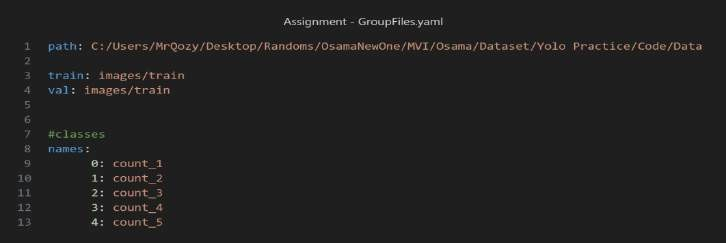 Assignment - GroupFiles.yaml
1 path: C:/Users/MrQozy/Desktop/Randoms/OsamaNewOne/MVI/Osama/Dataset/Yolo Practice/Code/Data
2
3 train: images/train
4 val: images/train
5
6
7 #classes
8 names:
9 0: count_1
10 1: count_2
11 2: count_3
12 3: count_4
13 4: count_5